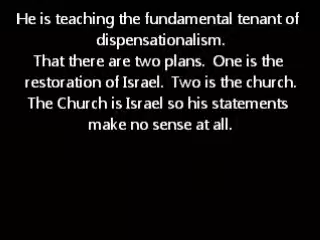 He is teaching the fundamental tenant of
dispensationalism.
That there are two plans.  One is the
restoration of Israel.  Two is the church.
The Church is Israel so his statements
make no sense at all.